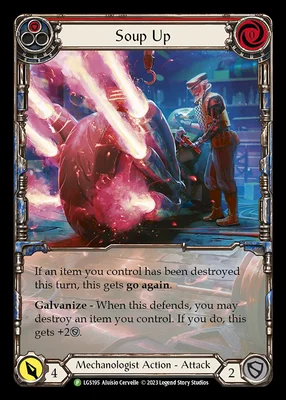 Soup Up
If an item you control has been destroyed
this turn, this gets go again.
Galvanize - When this defends, you may
destroy an item you control. If you do, this
gets +2.
4
Mechanologist Action - Attack
2
P LGS195 Aluísio Cervelle © 2023 Legend Story Studios